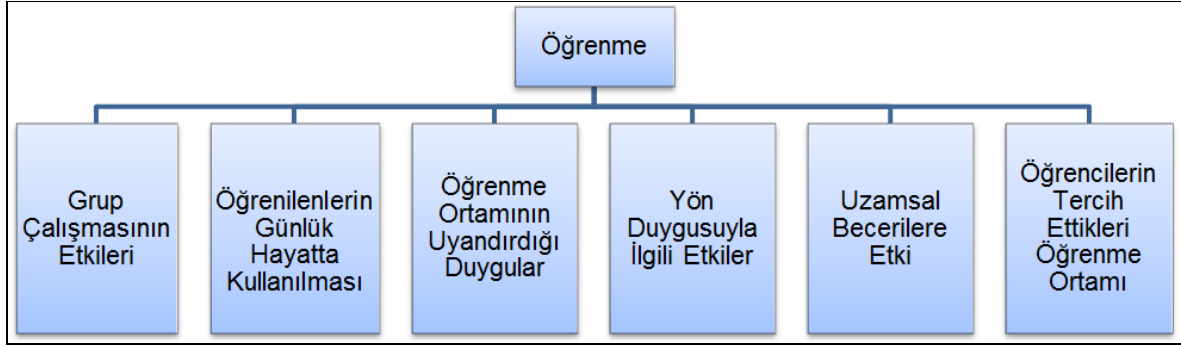 Öğrenme
Grup
Çalışmasının
Etkileri
Öğrenilenlerin
Günlük
Hayatta
Kullanılması
Öğrenme
Ortamının
Uyandırdığı
Duygular
Yön
Duygusuyla
İlgili Etkiler
Uzamsal
Becerilere
Etki
Öğrencilerin
Tercih
Ettikleri
Öğrenme
Ortamı